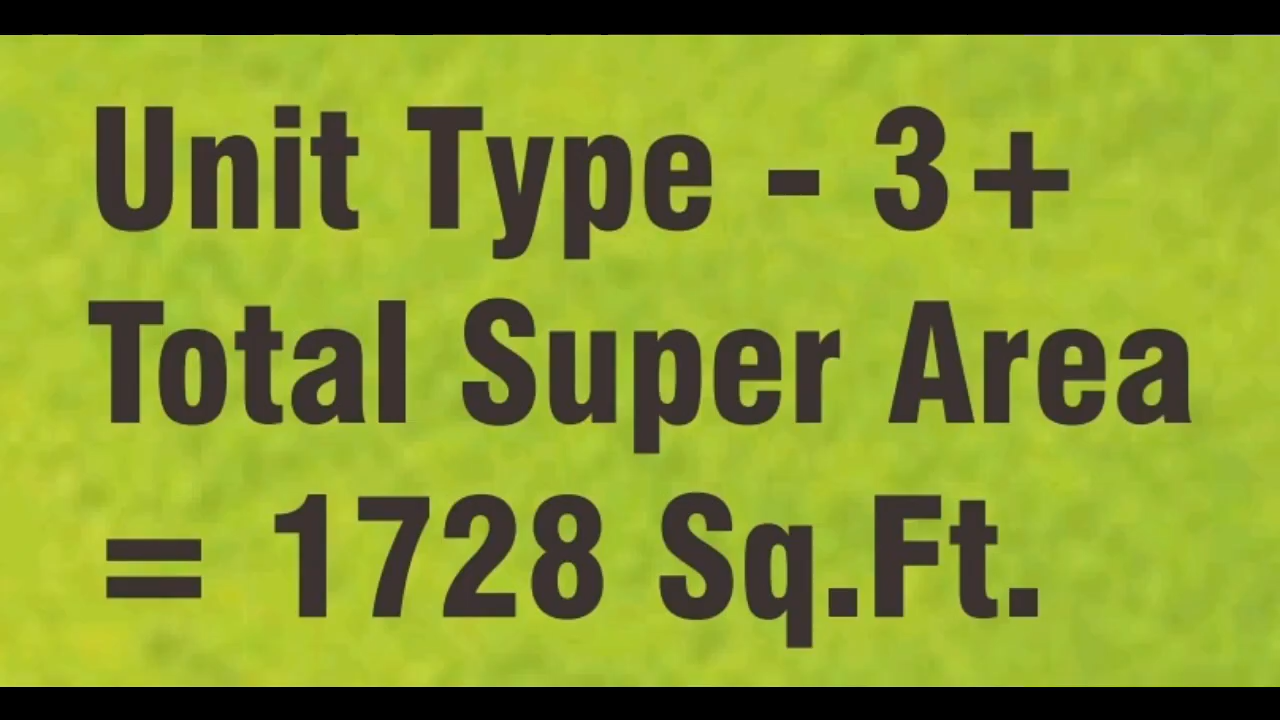 Unit Type - 3+
Total Super Area
= 1728 Sq.Ft.